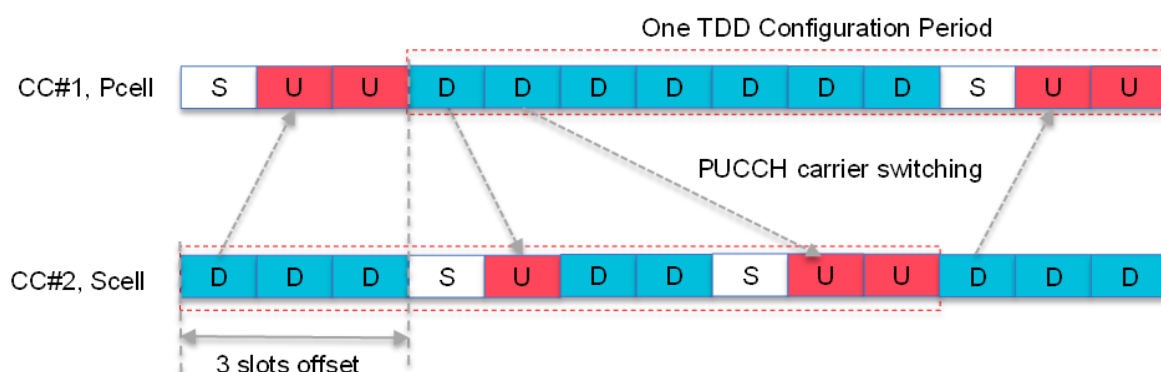 One TDD Configuration Period
CC#1, Pcell S U U D D D D D D D S U U
PUCCH carrier switching
CC#2, Scell D D D S U D D S U U D D D
3 slots offset